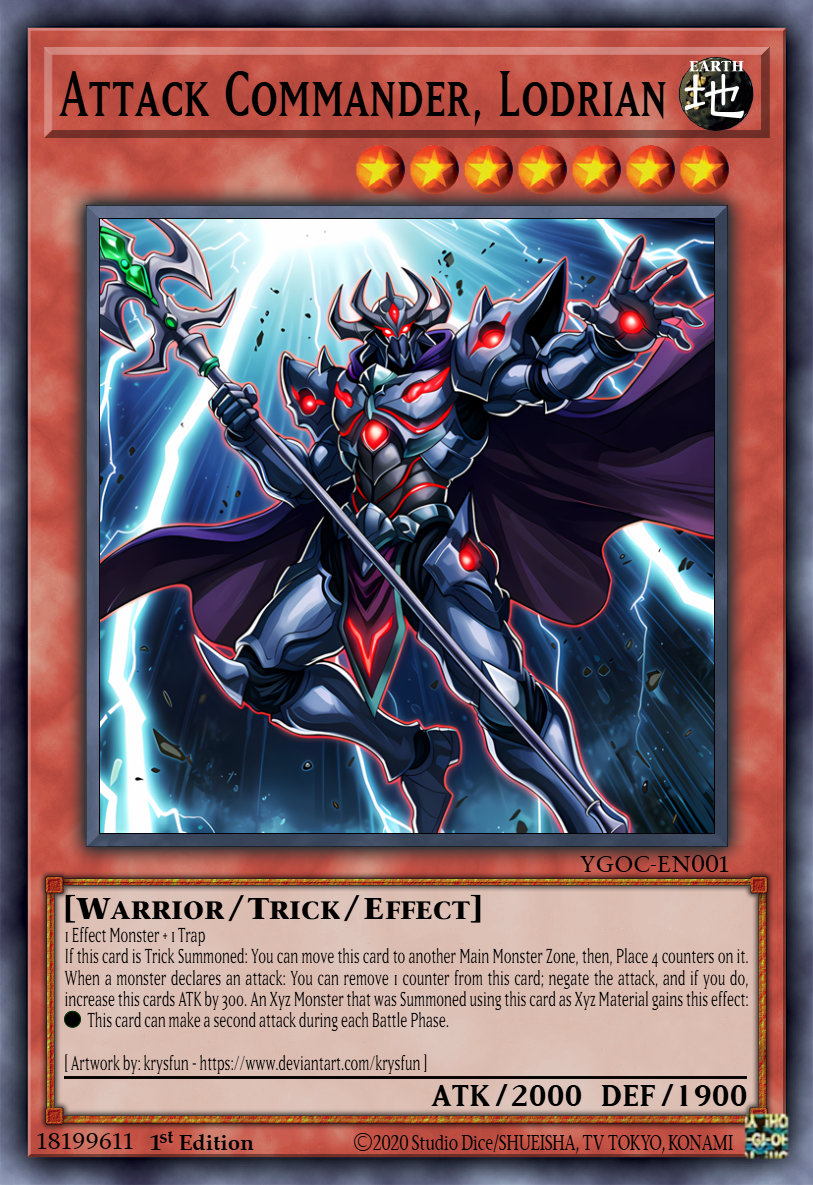 ATTACK COMMANDER, LODRIAN
EARTH
地
YGOC-EN001
[WARRIOR/TRICK/EFFECT]
1 Effect Monster + 1 Trap
If this card is Trick Summoned: You can move this card to another Main Monster Zone, then, Place 4 counters on it.
When a monster declares an attack: You can remove 1 counter from this card; negate the attack, and if you do,
increase this cards ATK by 300. An Xyz Monster that was Summoned using this card as Xyz Material gains this effect:
● This card can make a second attack during each Battle Phase.
[ Artwork by: krysfun - https://www.deviantart.com/krysfun ]
ATK/2000 DEF/1900
18199611 1st Edition ©2020 Studio Dice/SHUEISHA, TV TOKYO, KONAMI